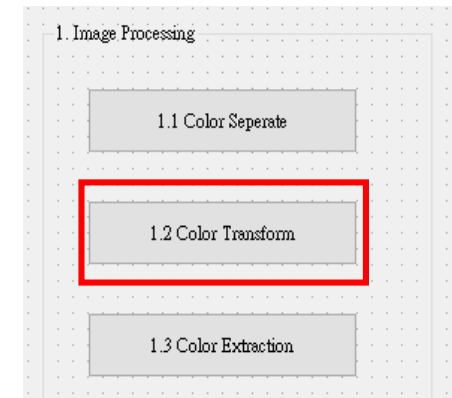 1. Image Processing
1.1 Color Seperate
1.2 Color Transform
1.3 Color Extraction